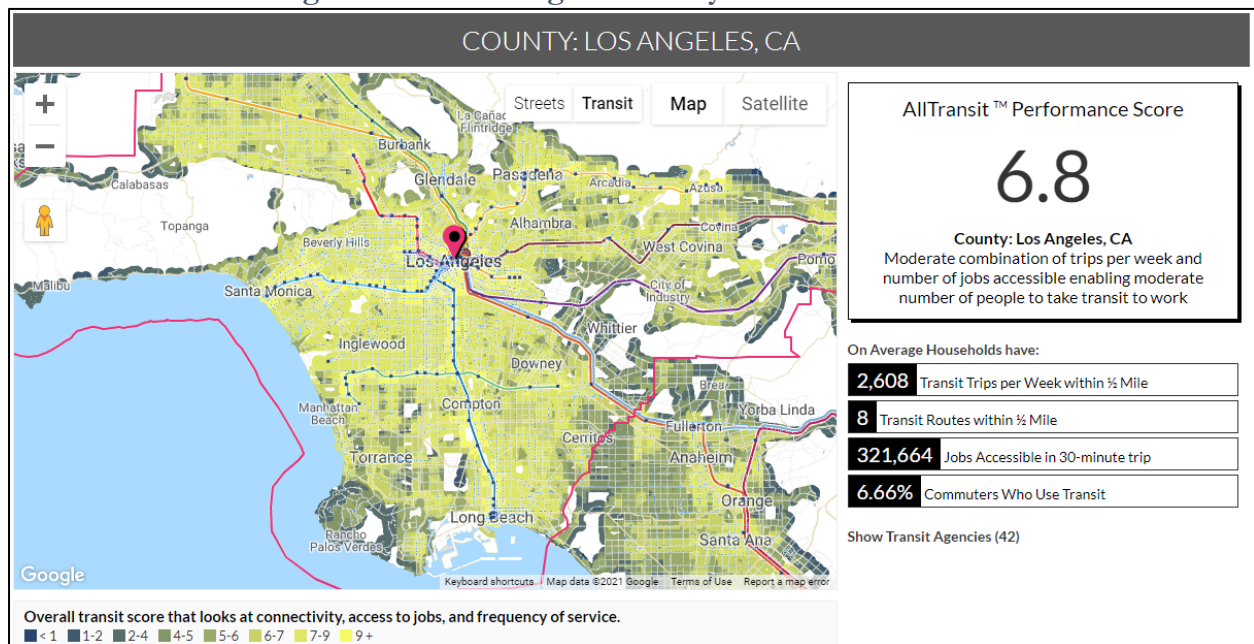 COUNTY: LOS ANGELES, CA
Streets Transit Map Satellite
+
−
La Cañad
Flintridge
Burbank
Glendale
Pasadena
Arcadia
Azusa
Calabasas
Topanga
Beverly Hills
Alhambra
Covina
West Covina
Los Angeles
Pomo
Malibu
Santa Monica
City of
Industry
Whittier
Inglewood
Downey
Brea
Manhattan
Beach
Compton
Yorba Linda
Fullerton
Cerritos
Torrance
Anaheim
Orange
Long Beach
Rancho
Palos Verdes
Santa Ana
Google
Keyboard shortcuts Map data ©2021 Google Terms of Use Report a map error
Overall transit score that looks at connectivity, access to jobs, and frequency of service.
< 1 1-2 2-4 4-5 5-6 6-7 7-9 9 +
AllTransit ™ Performance Score
6.8
County: Los Angeles, CA
Moderate combination of trips per week and
number of jobs accessible enabling moderate
number of people to take transit to work
On Average Households have:
2,608 Transit Trips per Week within ½ Mile
8 Transit Routes within ½ Mile
321,664 Jobs Accessible in 30-minute trip
6.66% Commuters Who Use Transit
Show Transit Agencies (42)